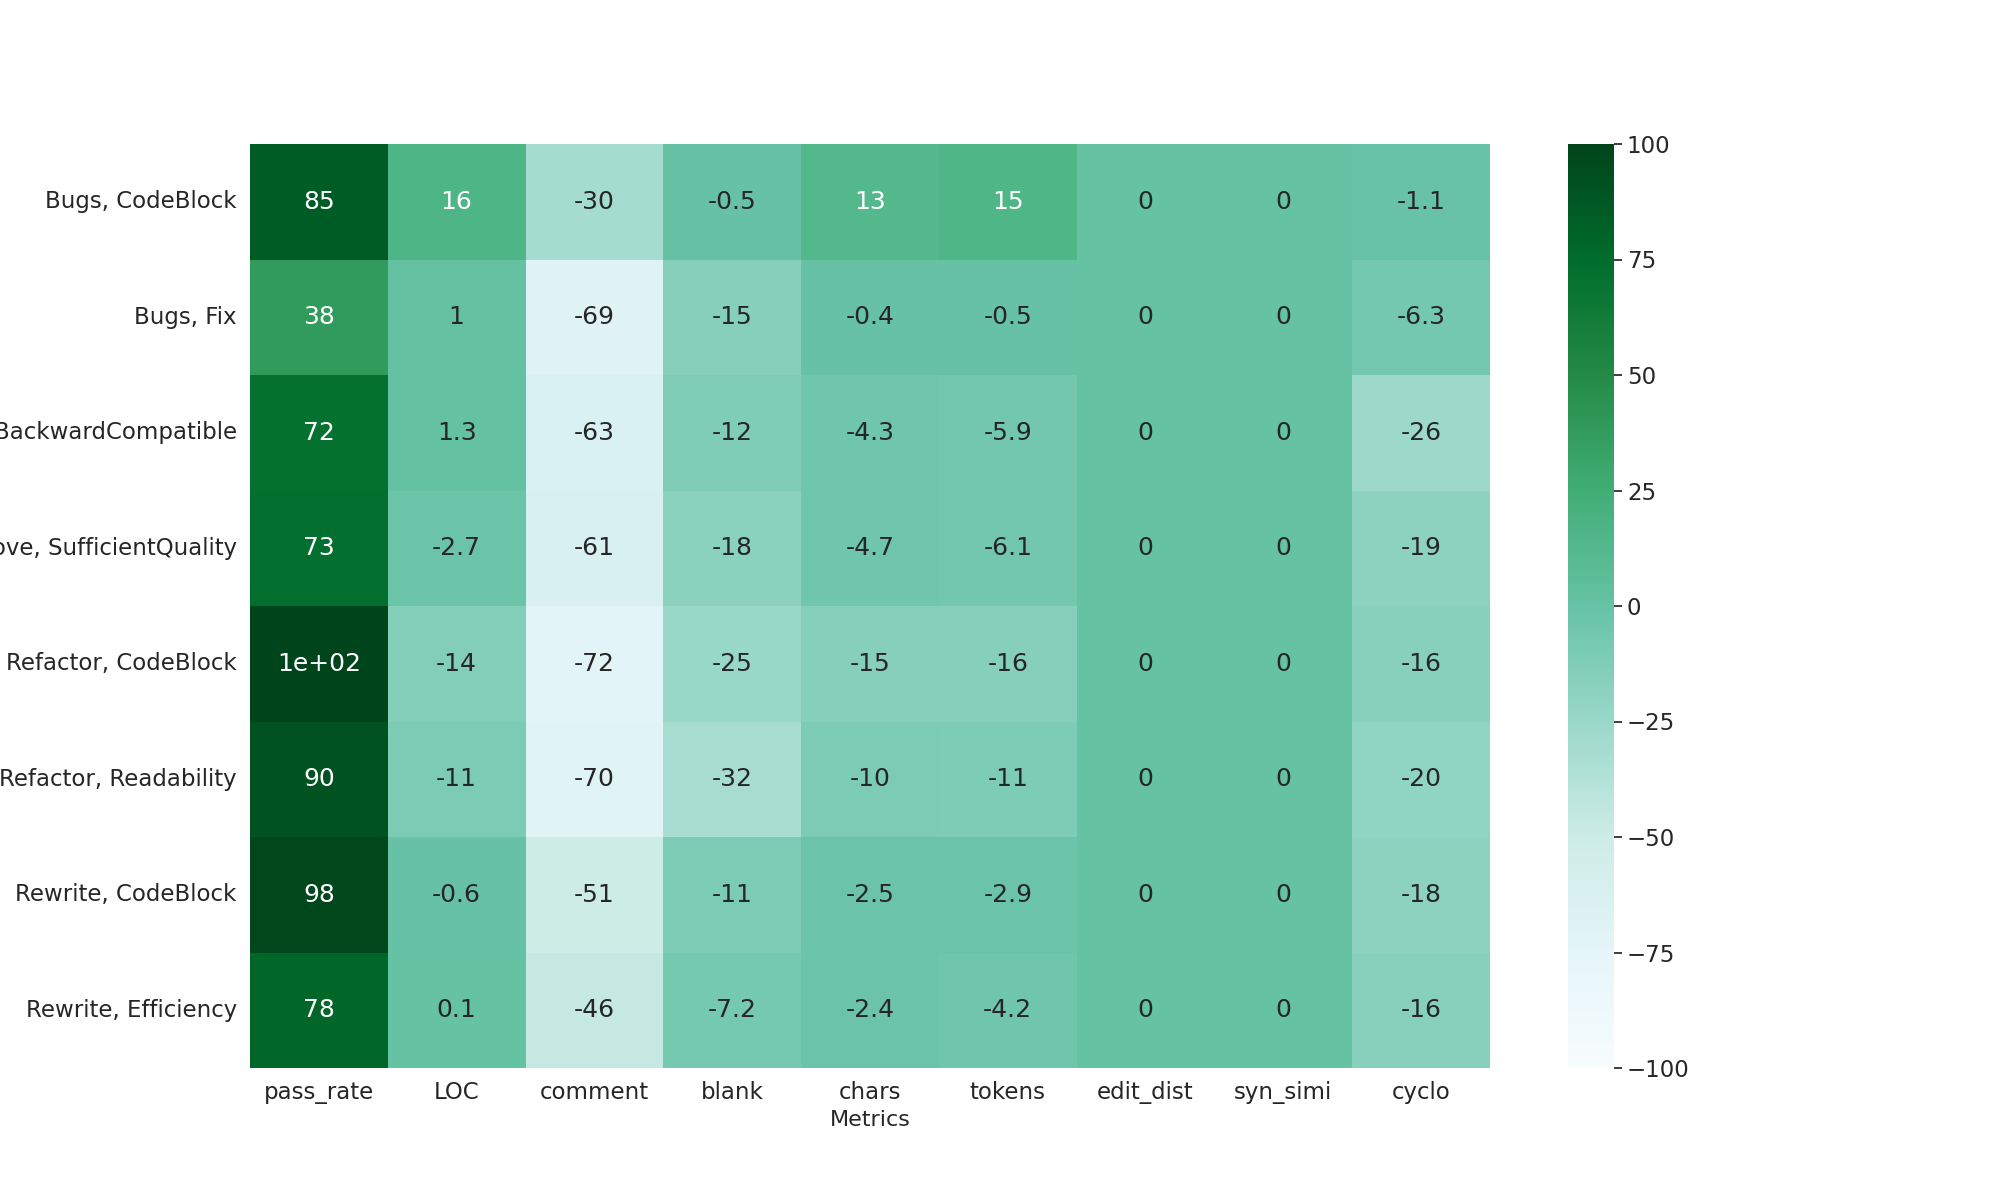 Bugs, CodeBlock 85 16 -30 -0.5 13 15 0 0 -1.1
Bugs, Fix 38 1 -69 -15 -0.4 -0.5 0 0 -6.3
BackwardCompatible 72 1.3 -63 -12 -4.3 -5.9 0 0 -26
ove, SufficientQuality 73 -2.7 -61 -18 -4.7 -6.1 0 0 -19
Refactor, CodeBlock 1e+02 -14 -72 -25 -15 -16 0 0 -16
Refactor, Readability 90 -11 -70 -32 -10 -11 0 0 -20
Rewrite, CodeBlock 98 -0.6 -51 -11 -2.5 -2.9 0 0 -18
Rewrite, Efficiency 78 0.1 -46 -7.2 -2.4 -4.2 0 0 -16
pass_rate LOC comment blank chars tokens edit_dist syn_simi cyclo
Metrics
100
75
50
25
0
−25
−50
−75
−100